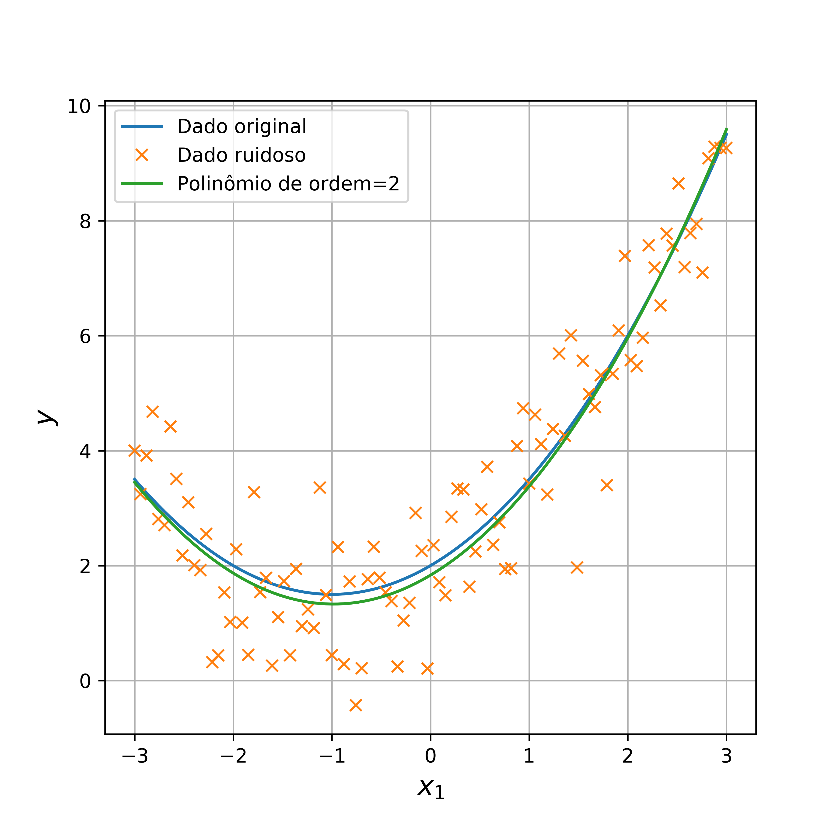 10
8
6
4
2
0
y
Dado original
Dado ruidoso
Polinômio de ordem=2
−3 −2 −1 0 1 2 3
x₁